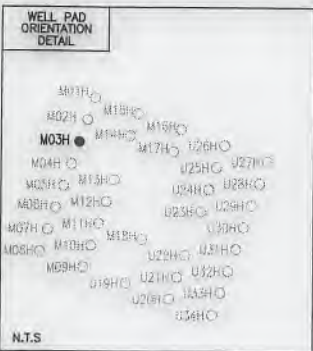 WELL PAD
ORIENTATION
DETAIL
M01H
M02H M16H
M03H M14H M15H
M17H U26H
M04H U25H U27H
M05H M13H U24H U28H
M06H M12H U23H U29H
M07H M11H U30H
M08H M10H M18H U22H U31H
M09H U19H U21H U32H
U20H U33H
U34H
N.T.S